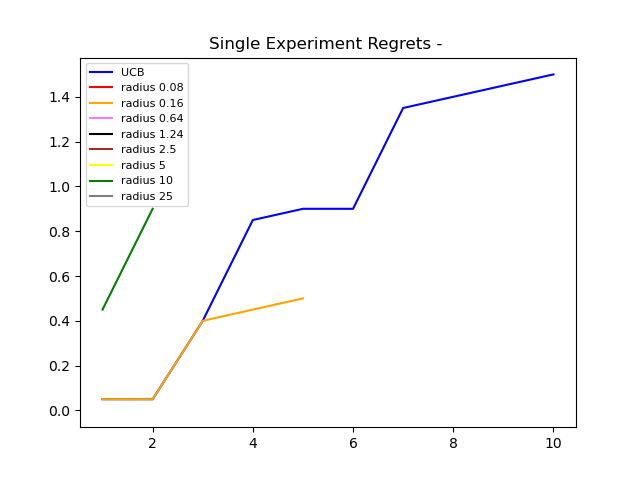 Single Experiment Regrets -
UCB
radius 0.08
radius 0.16
radius 0.64
radius 1.24
radius 2.5
radius 5
radius 10
radius 25
1.4
1.2
1.0
0.8
0.6
0.4
0.2
0.0
2 4 6 8 10